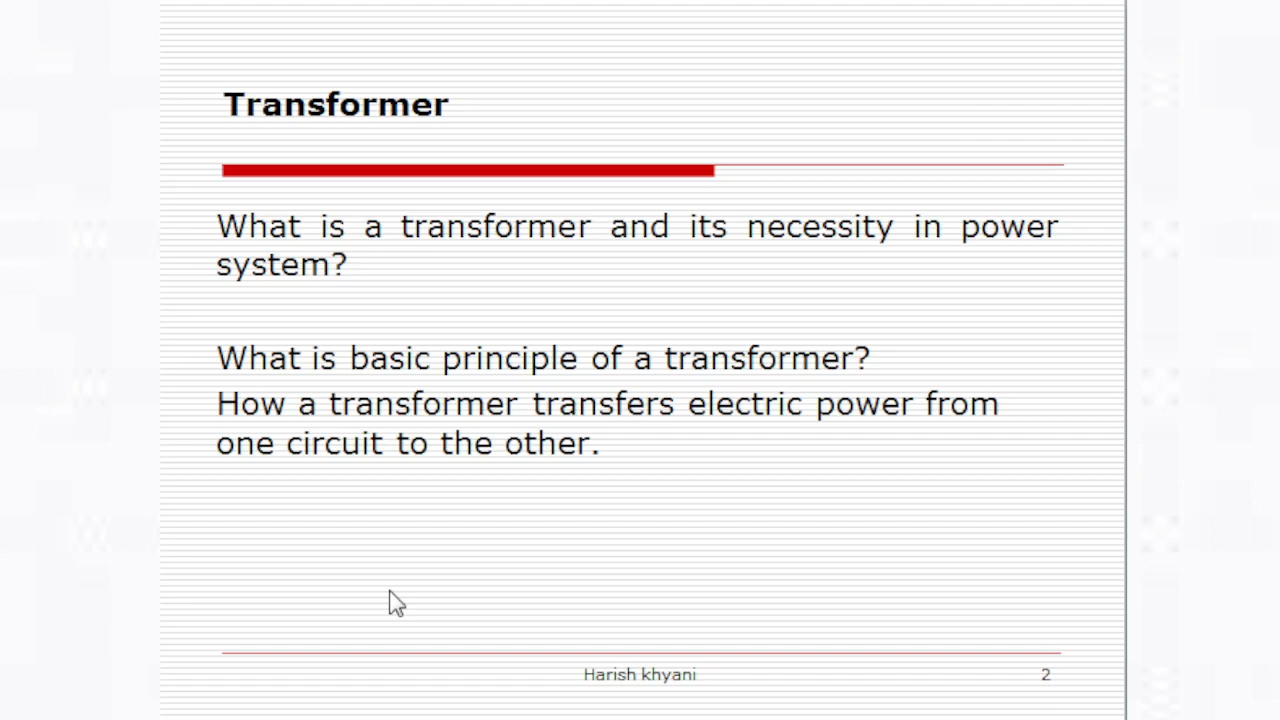 Transformer
What is a transformer and its necessity in power
system?
What is basic principle of a transformer?
How a transformer transfers electric power from
one circuit to the other.
Harish khyani
2